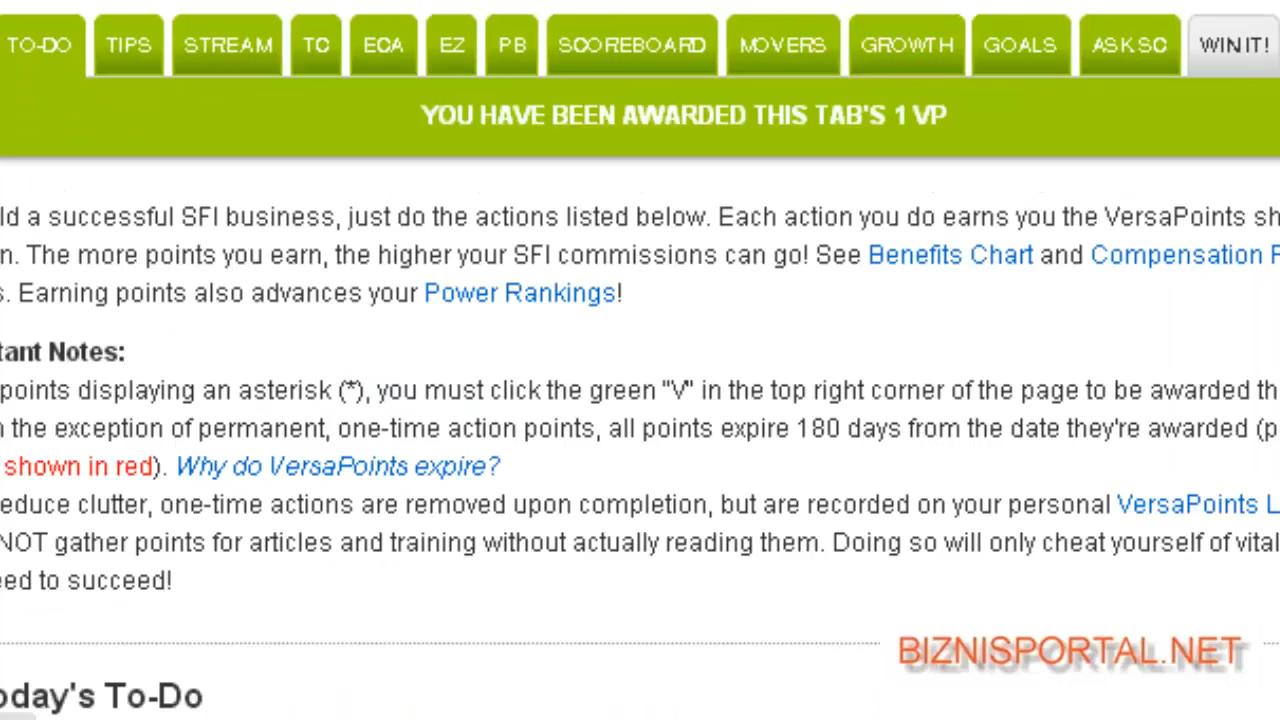 TO-DO TIPS STREAM TC ECA EZ PB SCOREBOARD MOVERS GROWTH GOALS ASK SC WIN IT!
YOU HAVE BEEN AWARDED THIS TAB'S 1 VP
ld a successful SFI business, just do the actions listed below. Each action you do earns you the VersaPoints sh
n. The more points you earn, the higher your SFI commissions can go! See Benefits Chart and Compensation P
s. Earning points also advances your Power Rankings!
tant Notes:
points displaying an asterisk (*), you must click the green "V" in the top right corner of the page to be awarded th
n the exception of permanent, one-time action points, all points expire 180 days from the date they're awarded (p
shown in red). Why do VersaPoints expire?
educe clutter, one-time actions are removed upon completion, but are recorded on your personal VersaPoints L
NOT gather points for articles and training without actually reading them. Doing so will only cheat yourself of vital
eed to succeed!
BIZNISPORTAL.NET
oday's To-Do